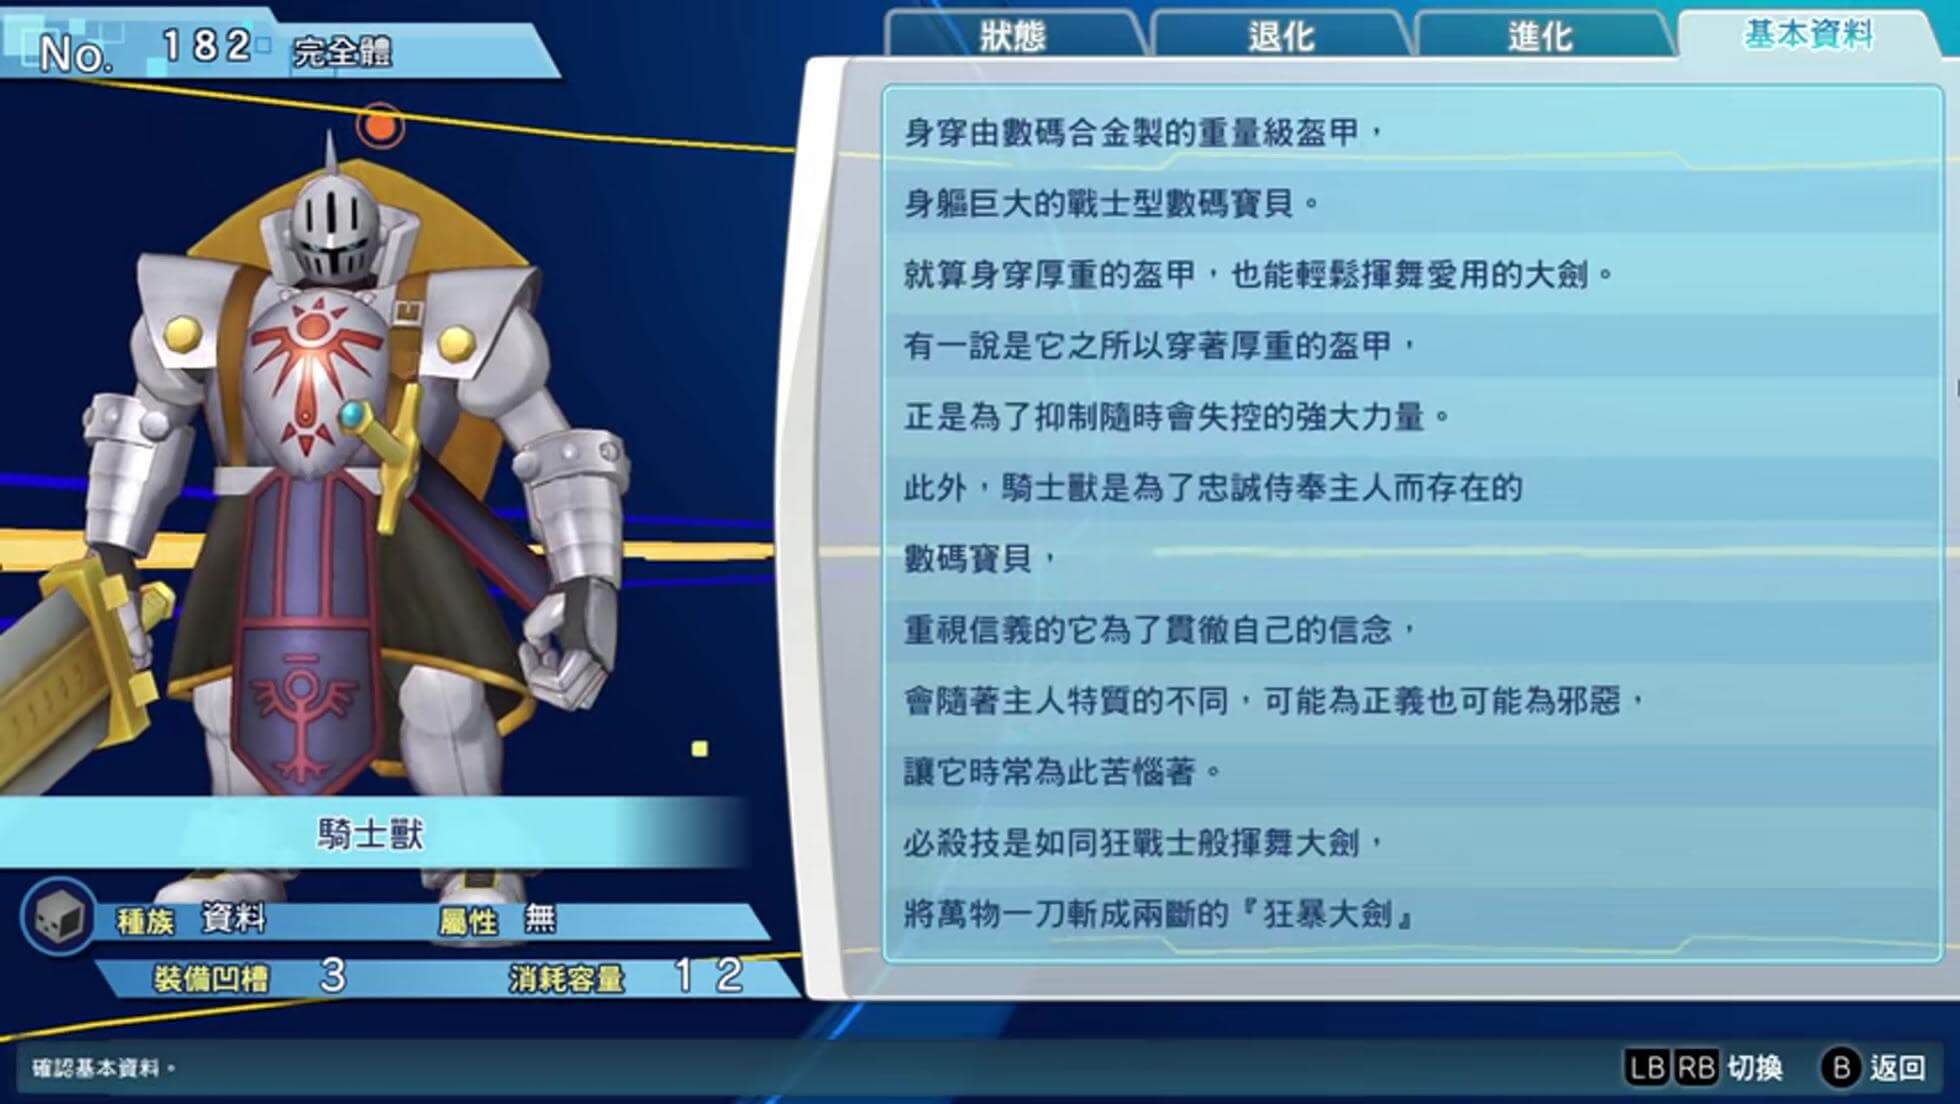 No. 182 完全體
狀態 退化 進化 基本資料
身穿由數碼合金製的重量級盔甲，
身軀巨大的戰士型數碼寶貝。
就算身穿厚重的盔甲，也能輕鬆揮舞愛用的大劍。
有一說是它之所以穿著厚重的盔甲，
正是為了抑制隨時會失控的強大力量。
此外，騎士獸是為了忠誠侍奉主人而存在的
數碼寶貝，
重視信義的它為了貫徹自己的信念，
會隨著主人特質的不同，可能為正義也可能為邪惡，
讓它時常為此苦惱著。
必殺技是如同狂戰士般揮舞大劍，
將萬物一刀斬成兩斷的『狂暴大劍』
騎士獸
種族 資料 屬性 無
裝備凹槽 3 消耗容量 12
確認基本資料。
LB RB 切換 B 返回